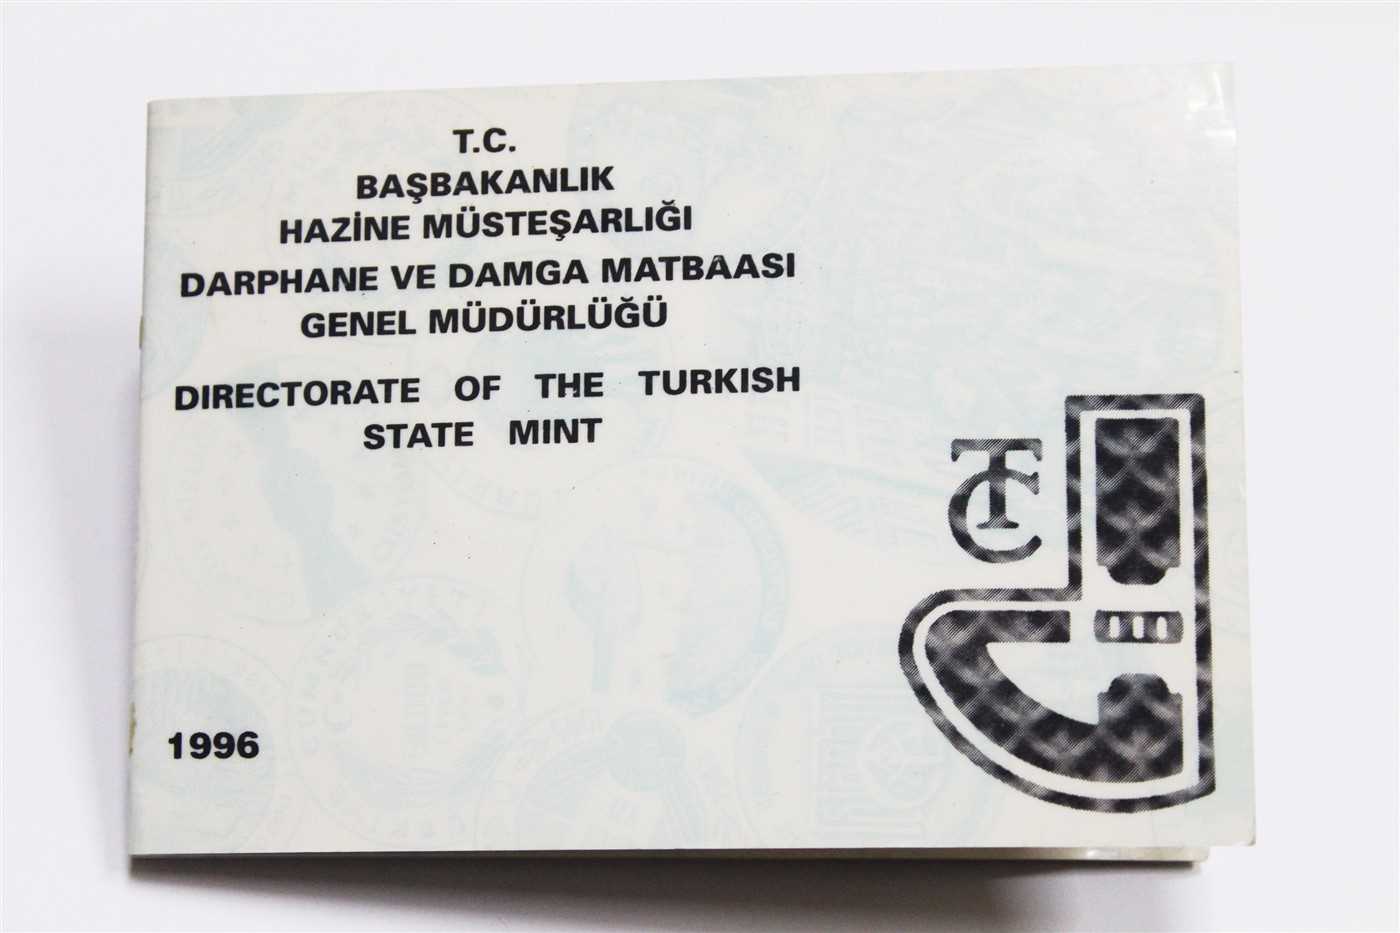 T.C.
BAŞBAKANLIK
HAZİNE MÜSTEŞARLIĞI
DARPHANE VE DAMGA MATBAASI
GENEL MÜDÜRLÜĞÜ
DIRECTORATE OF THE TURKISH
STATE MINT
TC
1996